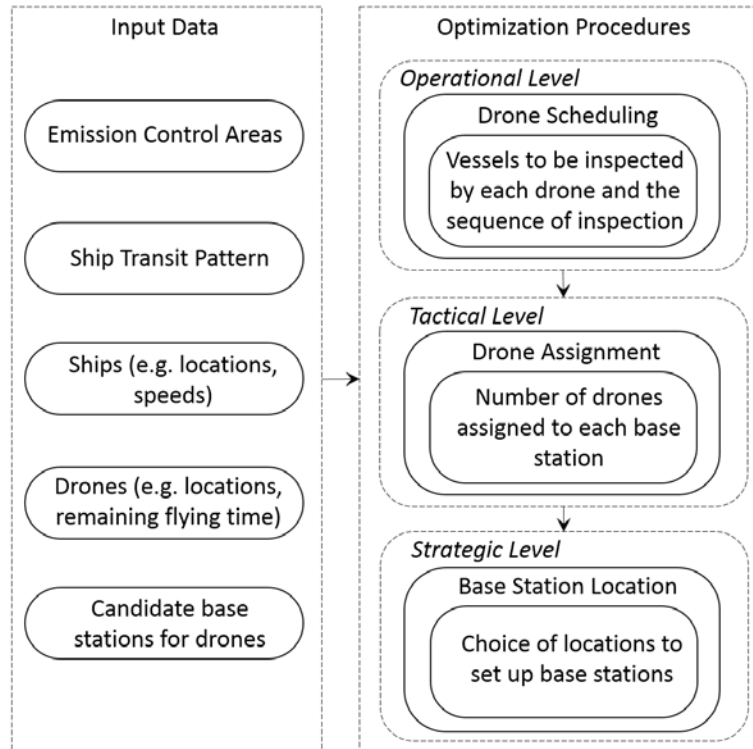 Input Data
Emission Control Areas
Ship Transit Pattern
Ships (e.g. locations,
speeds)
Drones (e.g. locations,
remaining flying time)
Candidate base
stations for drones
Optimization Procedures
Operational Level
Drone Scheduling
Vessels to be inspected
by each drone and the
sequence of inspection
Tactical Level
Drone Assignment
Number of drones
assigned to each base
station
Strategic Level
Base Station Location
Choice of locations to
set up base stations